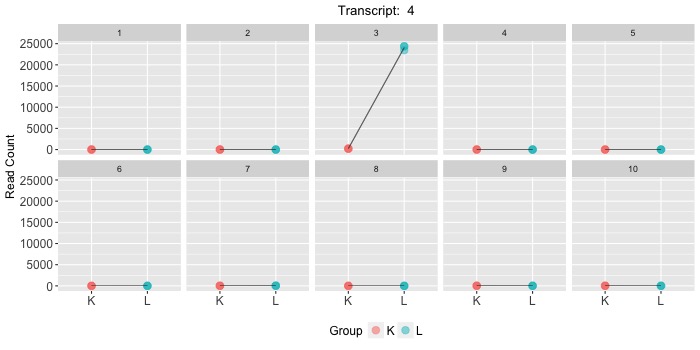 Transcript: 4
1 2 3 4 5
25000
20000
15000
10000
5000
0
Read Count
6 7 8 9 10
25000
20000
15000
10000
5000
0
K L K L K L K L K L
Group K L